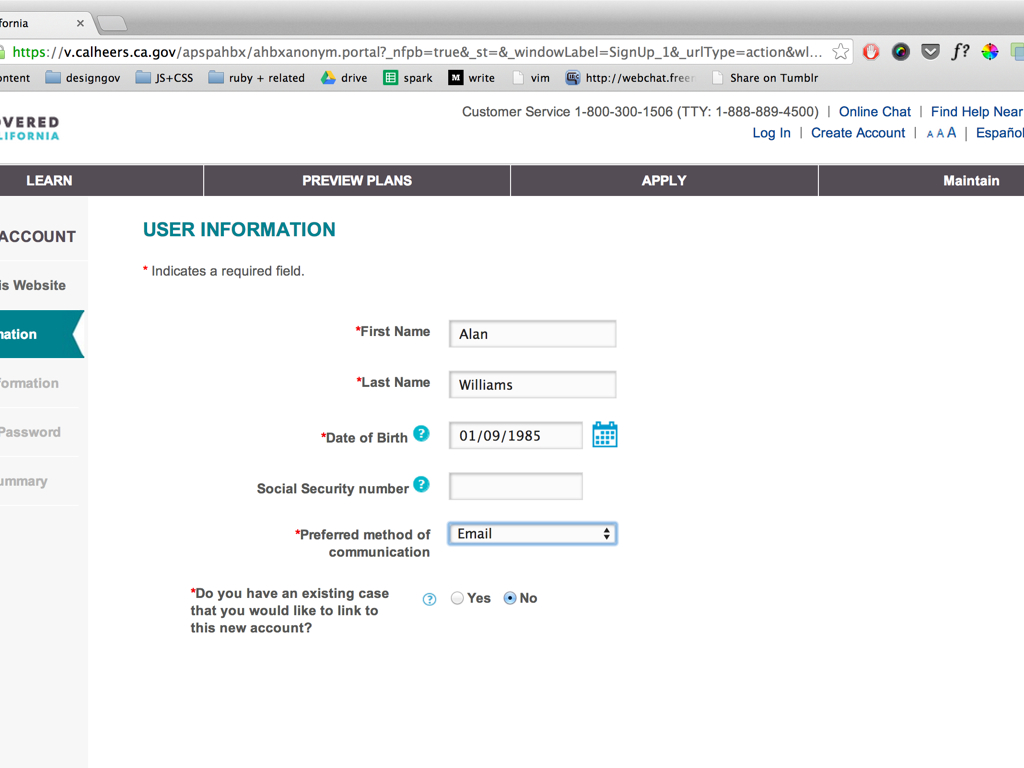 fornia
https://v.calheers.ca.gov/apspahbx/ahbxanonym.portal?_nfpb=true&_st=&_windowLabel=SignUp_1&_urlType=action&wl...
f?
ontent designgov JS+CSS ruby + related drive spark M write vim http://webchat.freen Share on Tumblr
OVERED
LIFORNIA
Customer Service 1-800-300-1506 (TTY: 1-888-889-4500) | Online Chat | Find Help Near
Log In | Create Account | A A A | Español
LEARN PREVIEW PLANS APPLY Maintain
ACCOUNT
is Website
mation
formation
Password
ummary
USER INFORMATION
* Indicates a required field.
*First Name Alan
*Last Name Williams
*Date of Birth ? 01/09/1985
Social Security number ?
*Preferred method of Email
communication
*Do you have an existing case ? Yes No
that you would like to link to
this new account?